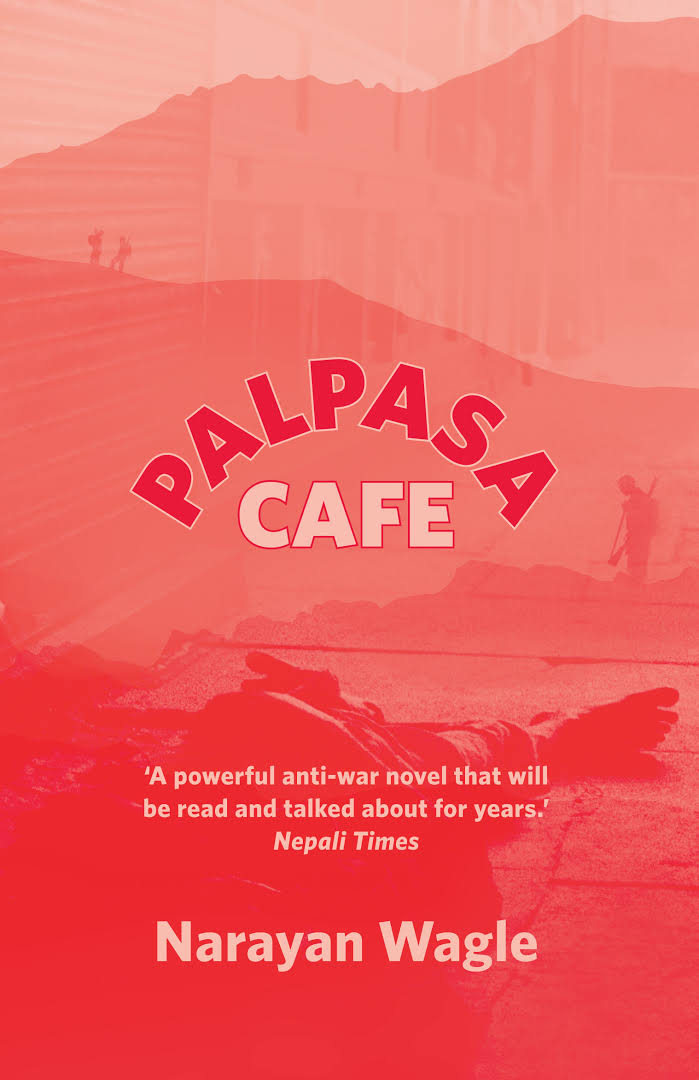 PALPASA
CAFE
‘A powerful anti-war novel that will
be read and talked about for years.’
Nepali Times
Narayan Wagle